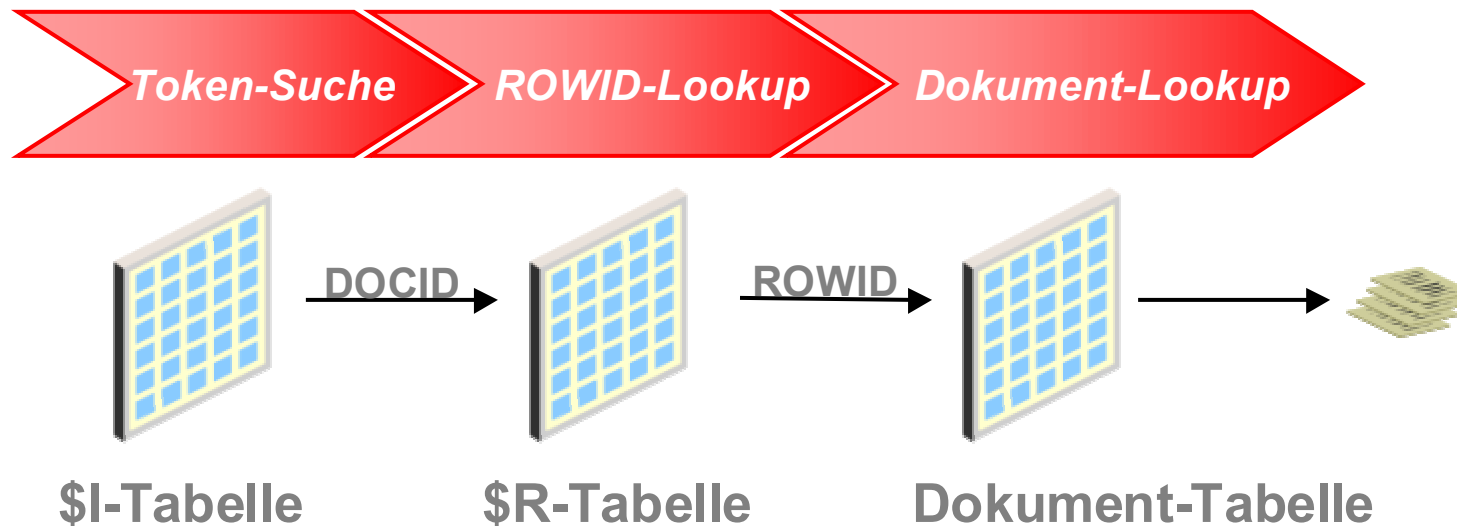 Token-Suche ROWID-Lookup Dokument-Lookup
DOCID ROWID
$I-Tabelle $R-Tabelle Dokument-Tabelle